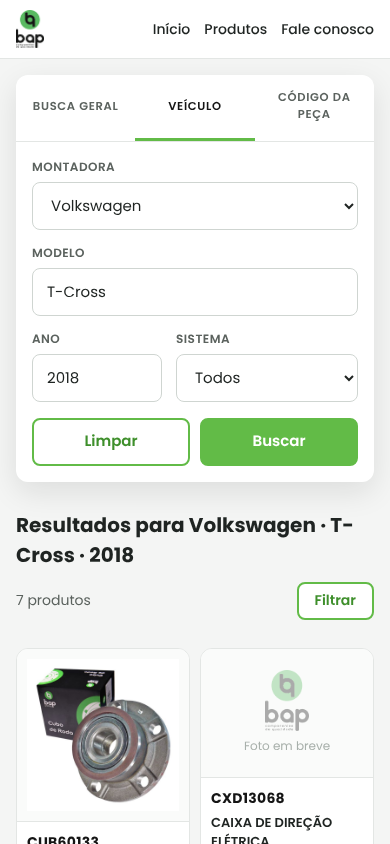 bap
Início Produtos Fale conosco
BUSCA GERAL
VEÍCULO
CÓDIGO DA
PEÇA
MONTADORA
Volkswagen
MODELO
T-Cross
ANO
SISTEMA
2018
Todos
Limpar
Buscar
Resultados para Volkswagen · T-
Cross · 2018
7 produtos
Filtrar
bap
Cubo
de Roda
bap
Foto em breve
CUB60133
CXD13068
CAIXA DE DIREÇÃO
ELÉTRICA